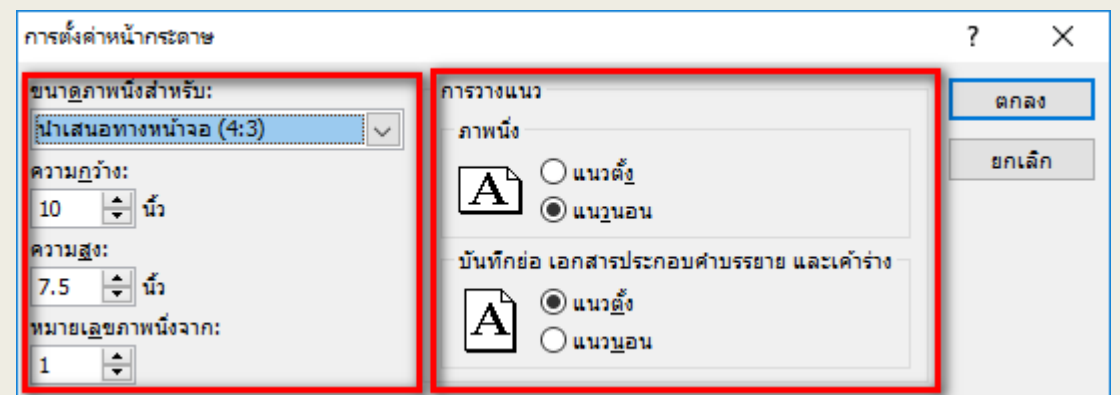 การตั้งค่าหน้ากระดาษ
ขนาดภาพนิ่งสำหรับ:
นำเสนอทางหน้าจอ (4:3)
ความกว้าง:
10 นิ้ว
ความสูง:
7.5 นิ้ว
หมายเลขภาพนิ่งจาก:
1
การวางแนว
ภาพนิ่ง
A
แนวตั้ง
แนวนอน
บันทึกย่อ เอกสารประกอบคำบรรยาย และเค้าร่าง
A
แนวตั้ง
แนวนอน
?
ตกลง
ยกเลิก